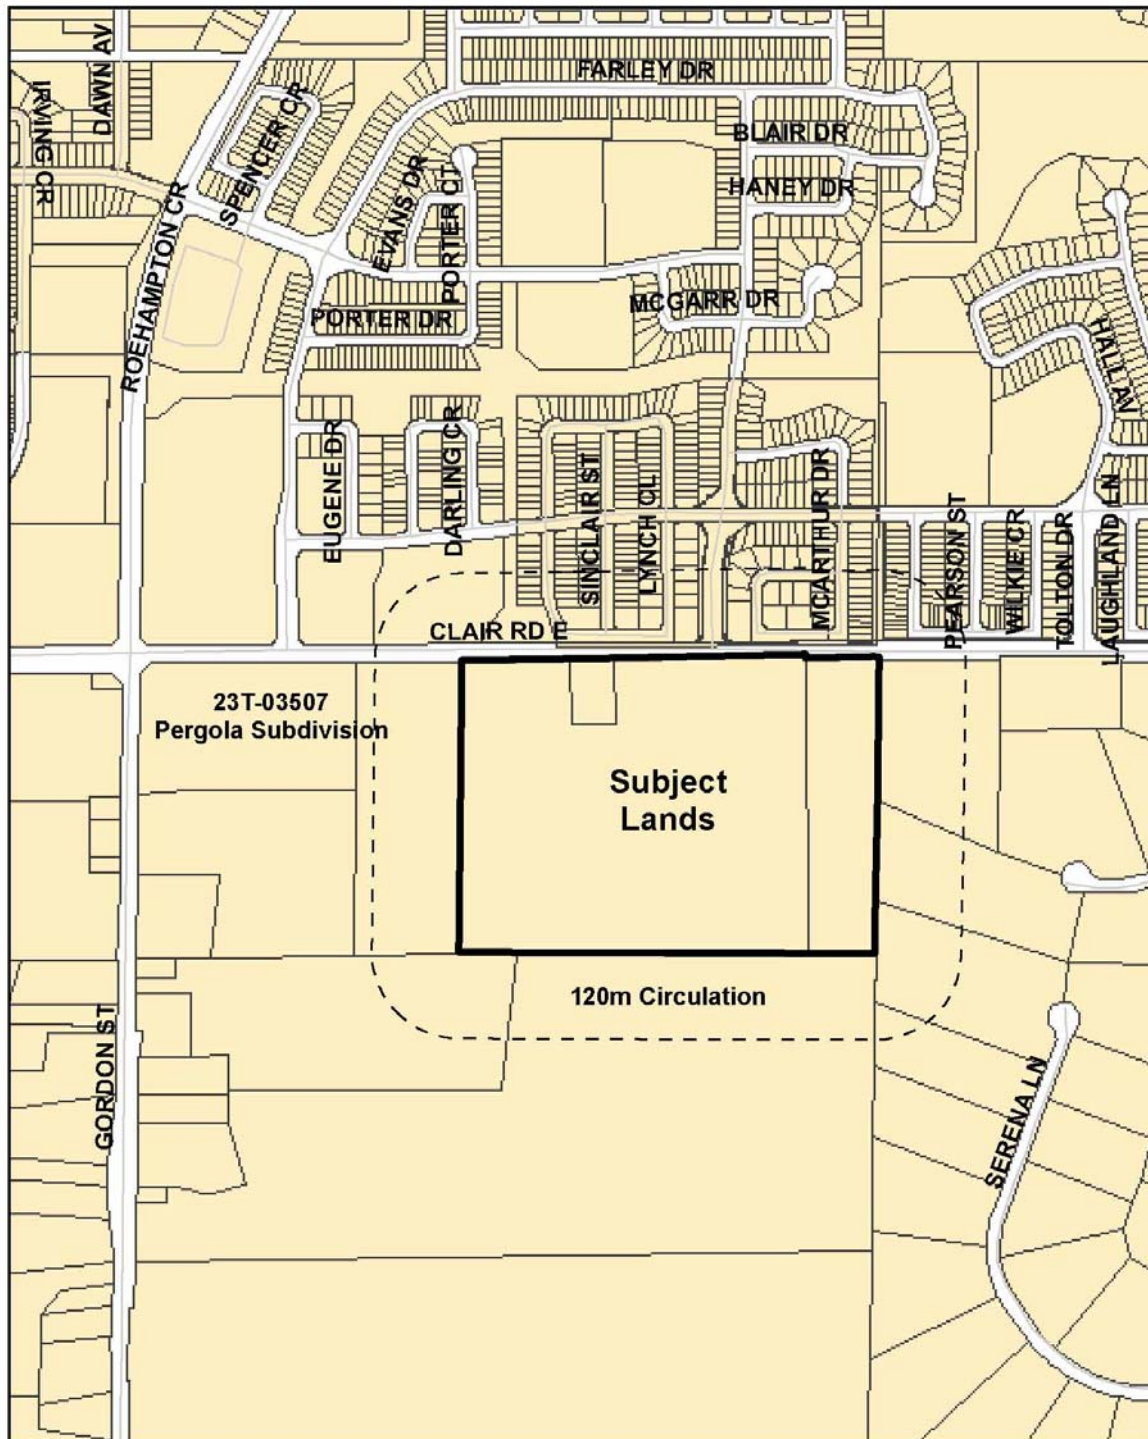 FARLEY DR
DAWN AV
IRVING CR
SPENCER CR
BLAIR DR
HANEY DR
EVANS DR
PORTER CT
ROEHAMPTON CR
MCGARR DR
PORTER DR
HALL AV
EUGENE DR
DARLING CR
SINCLAIR ST
LYNCH CL
MCARTHUR DR
PEARSON ST
WILKIE CR
TOLTON DR
LAUGHLAND LN
CLAIR RD E
23T-03507
Pergola Subdivision
Subject
Lands
120m Circulation
GORDON ST
SERENA LN